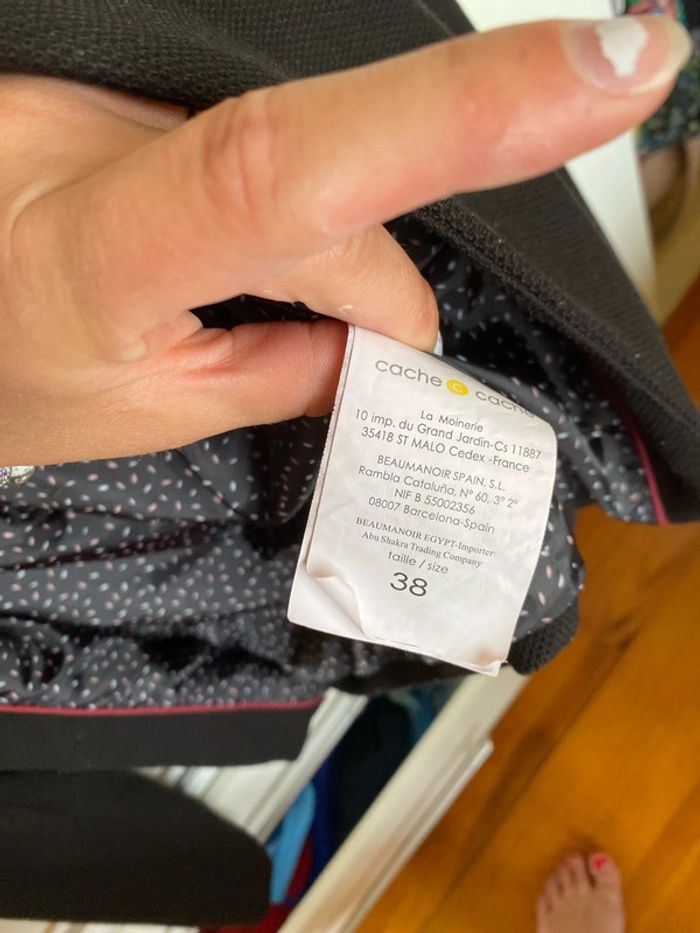 cache c cache
La Moinerie
10 imp. du Grand Jardin-Cs 11887
35418 ST MALO Cedex -France
BEAUMANOIR SPAIN, S.L.
Rambla Cataluña, Nº 60, 3º 2º
NIF B 55002356
08007 Barcelona-Spain
BEAUMANOIR EGYPT-Importer:
Abu Shakra Trading Company
taille / size
38